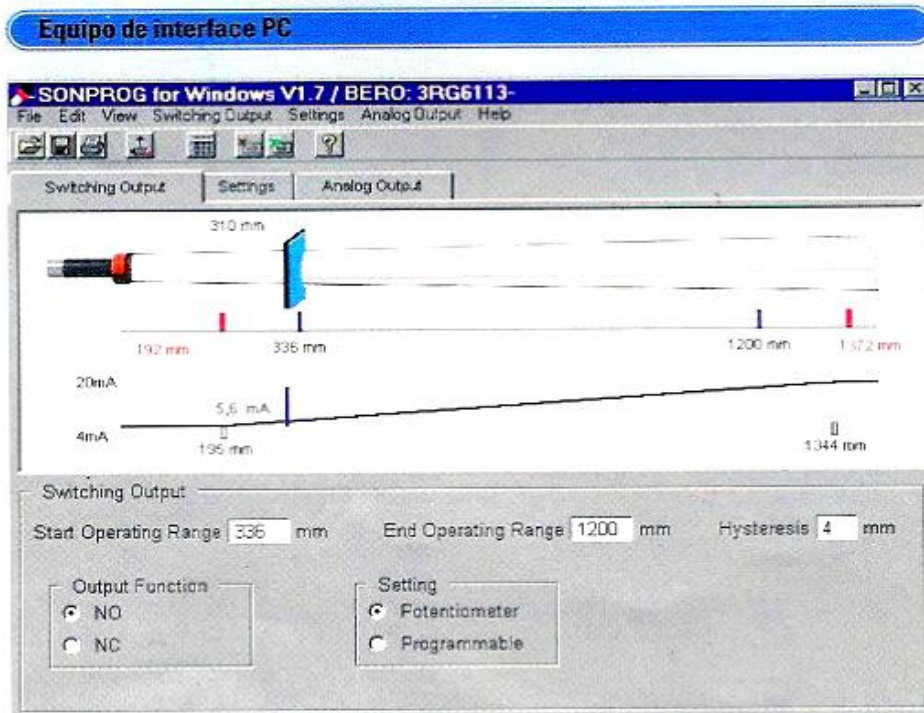 Equipo de interface PC
SONPROG for Windows V1.7 / BERO: 3RG6113-
File Edit View Switching Output Settings Analog Output Help
Switching Output Settings Analog Output
310 mm
192 mm 336 mm 1200 mm 1372 mm
20mA
5,6 mA
4mA
195 mm 1344 mm
Switching Output
Start Operating Range 336 mm End Operating Range 1200 mm Hysteresis 4 mm
Output Function Setting
NO Potentiometer
NC Programmable